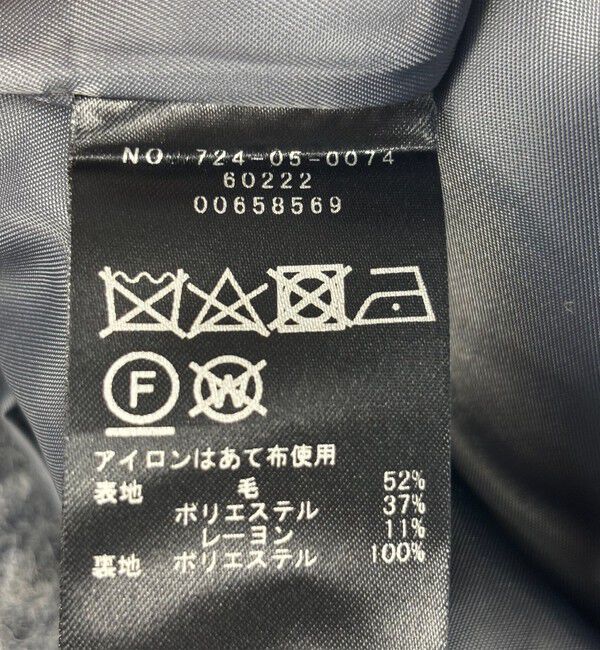 NO 724-05-0074
60222
00658569
F W
アイロンはあて布使用
表地 毛 52%
ポリエステル 37%
レーヨン 11%
裏地 ポリエステル 100%